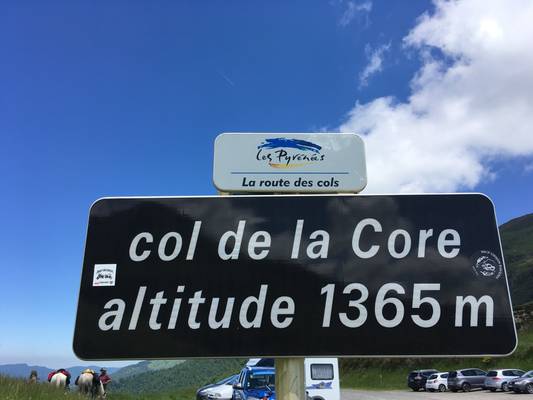 Les Pyrénées
La route des cols
col de la Core
altitude 1365 m